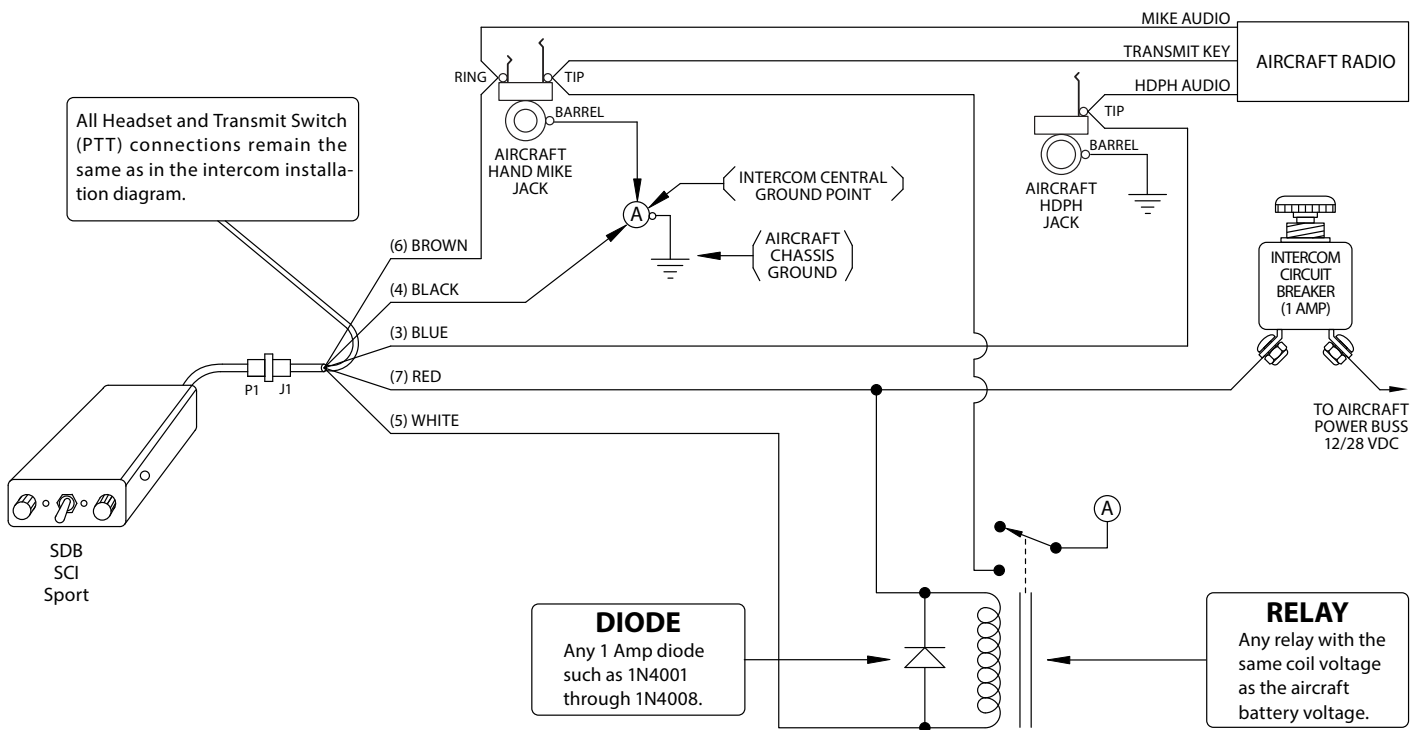 MIKE AUDIO
TRANSMIT KEY
HDPH AUDIO
AIRCRAFT RADIO
RING
TIP
BARREL
AIRCRAFT
HAND MIKE
JACK
TIP
BARREL
AIRCRAFT
HDPH
JACK
All Headset and Transmit Switch
(PTT) connections remain the
same as in the intercom installa-
tion diagram.
INTERCOM CENTRAL
GROUND POINT
A
AIRCRAFT
CHASSIS
GROUND
(6) BROWN
(4) BLACK
(3) BLUE
(7) RED
(5) WHITE
P1
J1
INTERCOM
CIRCUIT
BREAKER
(1 AMP)
TO AIRCRAFT
POWER BUSS
12/28 VDC
SDB
SCI
Sport
A
DIODE
Any 1 Amp diode
such as 1N4001
through 1N4008.
RELAY
Any relay with the
same coil voltage
as the aircraft
battery voltage.